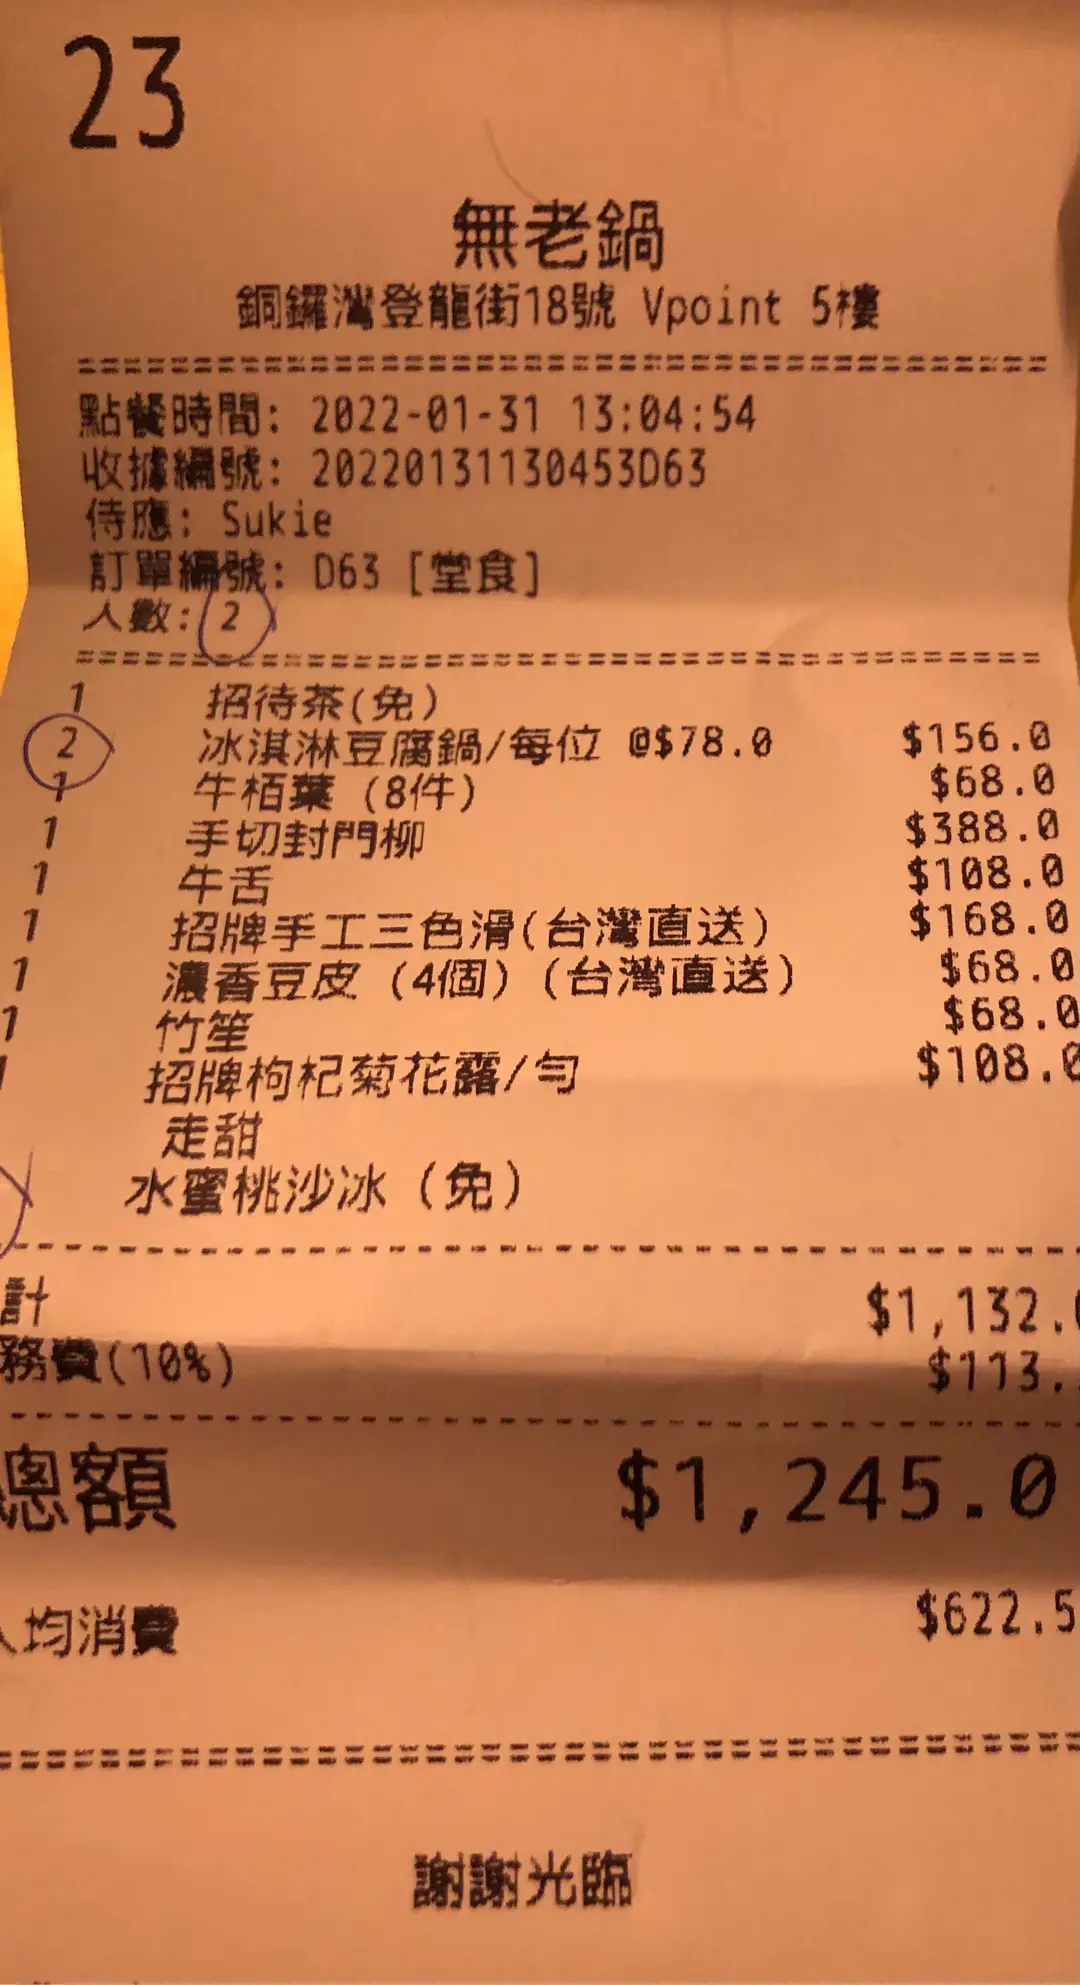 23
無老鍋
銅鑼灣登龍街18號 Vpoint 5樓
點餐時間: 2022-01-31 13:04:54
收據編號: 20220131130453D63
侍應: Sukie
訂單編號: D63 [堂食]
人數: 2
1 招待茶(免)
2 冰淇淋豆腐鍋/每位 @$78.0 $156.0
1 牛栢葉 (8件) $68.0
1 手切封門柳 $388.0
1 牛舌 $108.0
1 招牌手工三色滑(台灣直送) $168.0
1 濃香豆皮 (4個) (台灣直送) $68.0
1 竹笙 $68.0
1 招牌枸杞菊花露/勻 $108.0
走甜
水蜜桃沙冰 (免)
計 $1,132.0
務費(10%) $113.
總額 $1,245.0
人均消費 $622.5
謝謝光臨